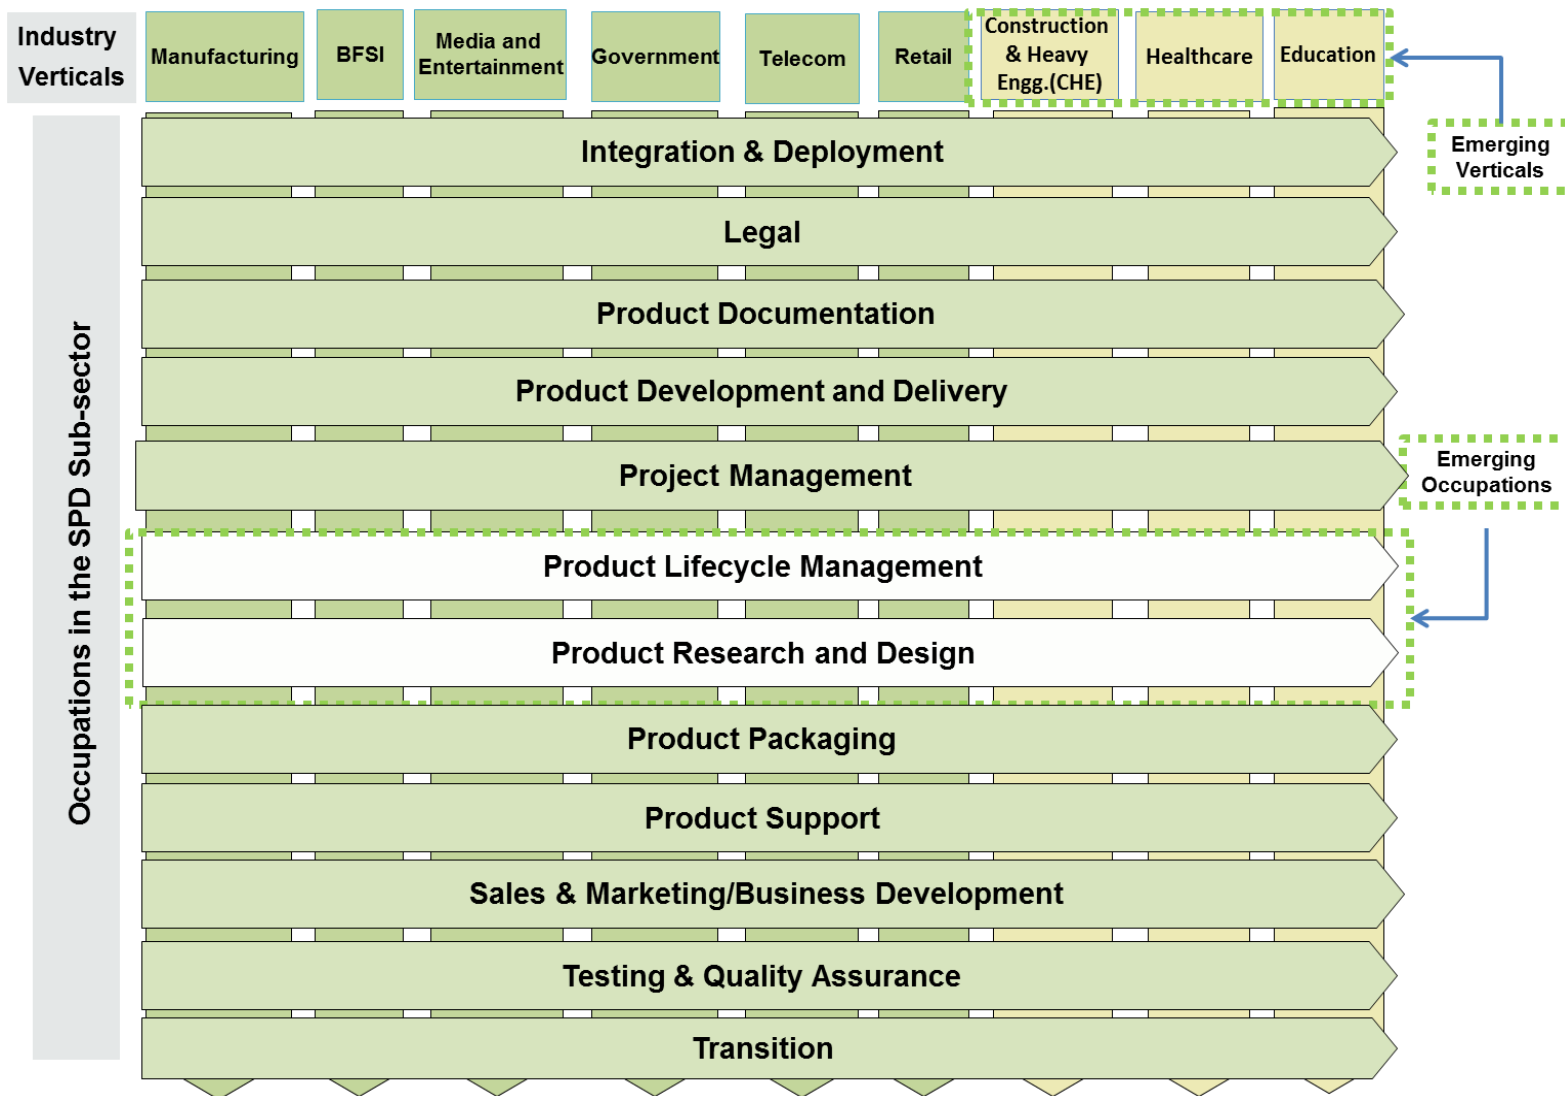 Industry
Verticals
Manufacturing
BFSI
Media and
Entertainment
Government
Telecom
Retail
Construction
& Heavy
Engg.(CHE)
Healthcare
Education
Emerging
Verticals
Occupations in the SPD Sub-sector
Integration & Deployment
Legal
Product Documentation
Product Development and Delivery
Project Management
Emerging
Occupations
Product Lifecycle Management
Product Research and Design
Product Packaging
Product Support
Sales & Marketing/Business Development
Testing & Quality Assurance
Transition